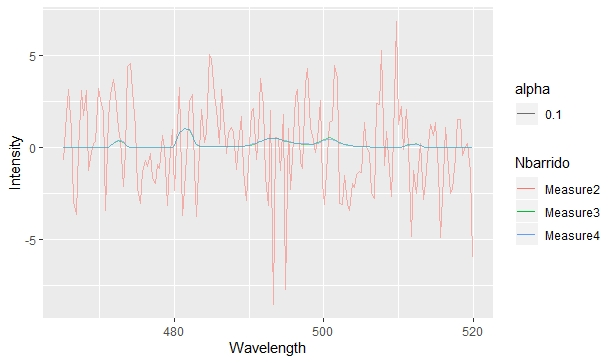 5
0
-5
Intensity
480
500
520
Wavelength
alpha
0.1
Nbarrido
Measure2
Measure3
Measure4